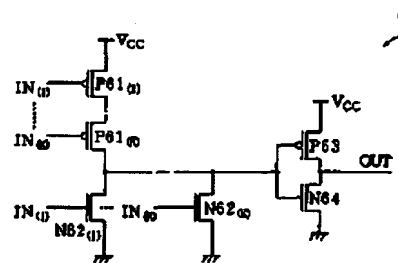 VCC
IN(1) P61(1)
IN(n) P61(n)
VCC
P63
OUT
IN(1) N62(1) IN(n) N62(n)
N64